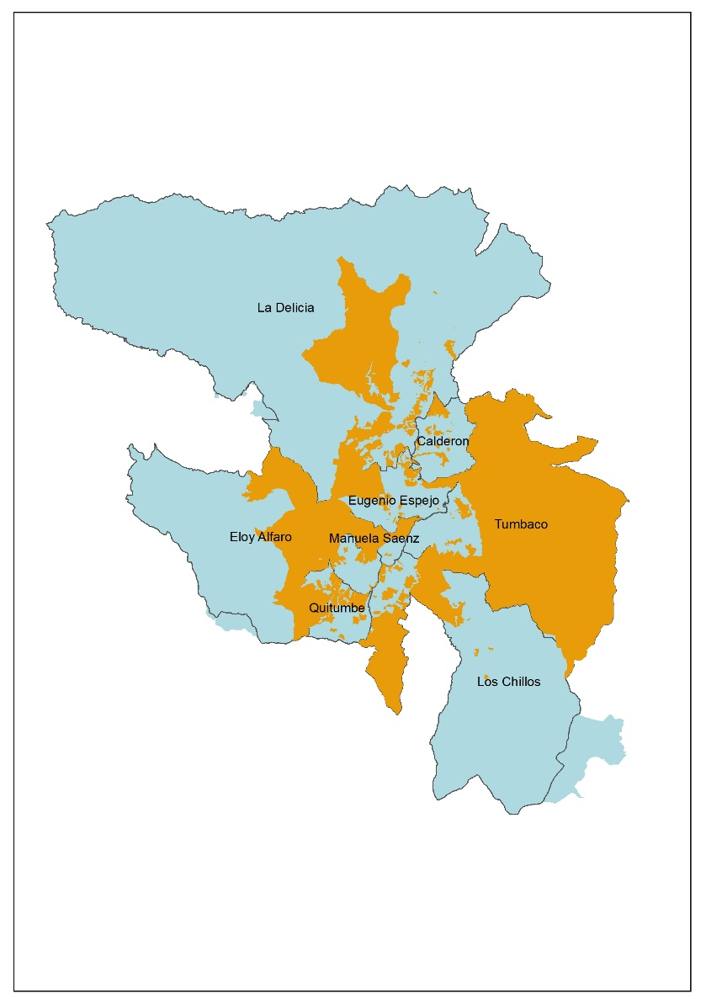 La Delicia
Calderon
Eugenio Espejo
Tumbaco
Eloy Alfaro
Manuela Saenz
Quitumbe
Los Chillos